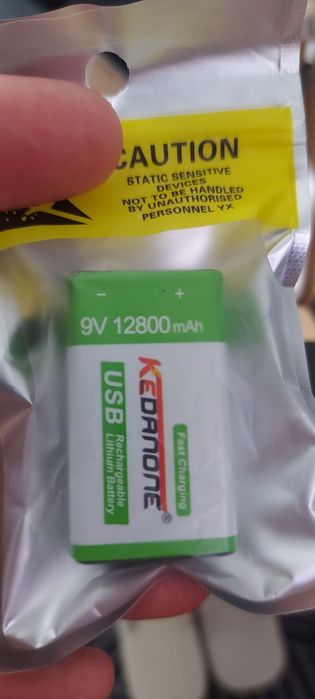 CAUTION
STATIC SENSITIVE
DEVICES
NOT TO BE HANDLED
BY UNAUTHORISED
PERSONNEL YX
- +
9V 12800mAh
KEDANONE®
Fast Charging
USB
Rechargeable
Lithium Battery